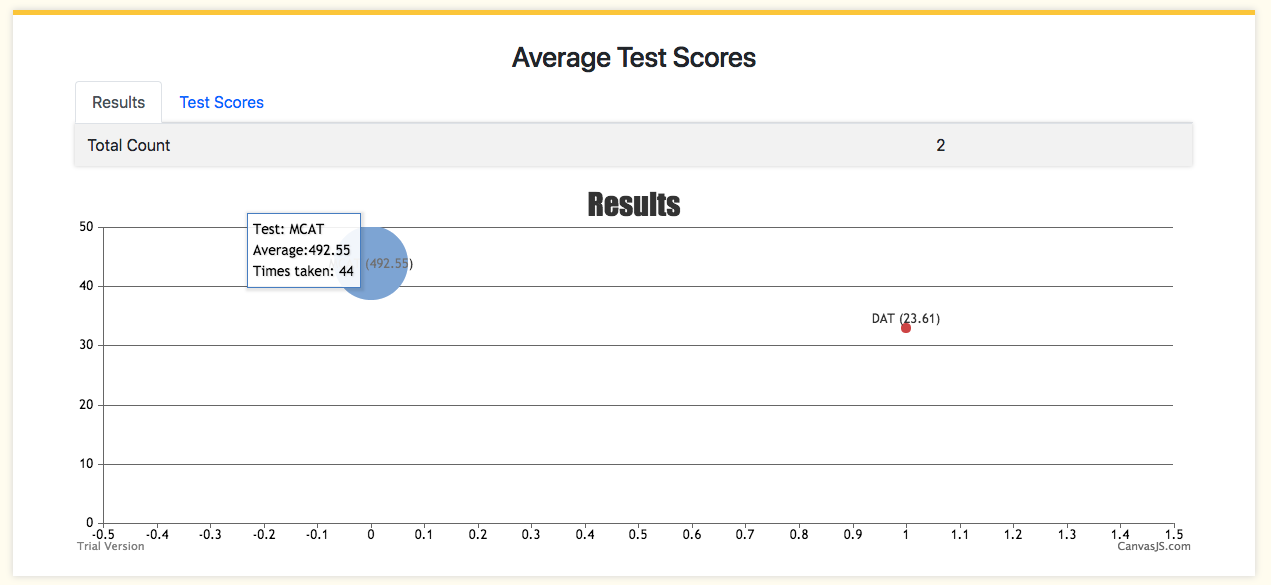 Average Test Scores
Results Test Scores
Total Count 2
Results
Test: MCAT
Average:492.55
Times taken: 44
(492.55)
DAT (23.61)
50
40
30
20
10
0
-0.5 -0.4 -0.3 -0.2 -0.1 0 0.1 0.2 0.3 0.4 0.5 0.6 0.7 0.8 0.9 1 1.1 1.2 1.3 1.4 1.5
Trial Version CanvasJS.com